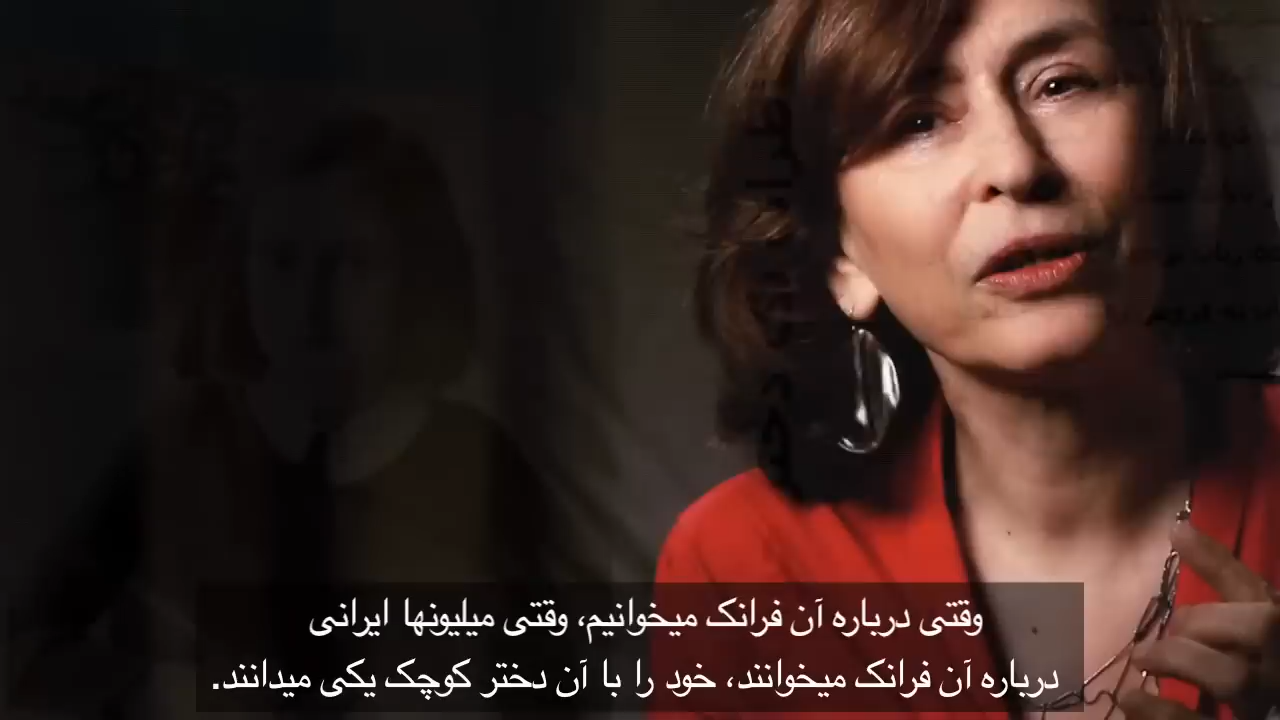 وقتی درباره آن فرانک میخوانیم، وقتی میلیونها ایرانی
درباره آن فرانک میخوانند، خود را با آن دختر کوچک یکی میدانند.